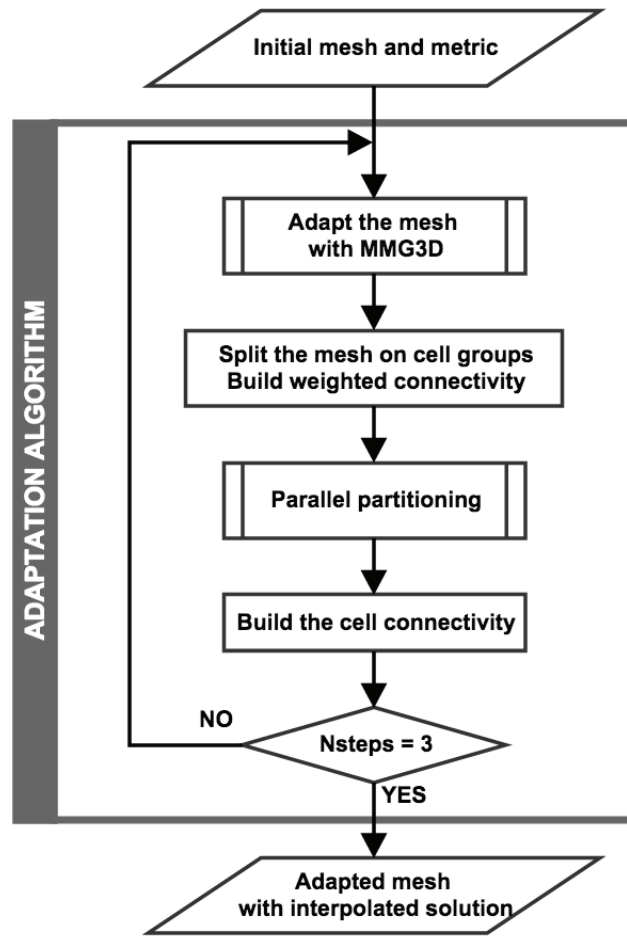 Initial mesh and metric
ADAPTATION ALGORITHM
Adapt the mesh
with MMG3D
Split the mesh on cell groups
Build weighted connectivity
Parallel partitioning
Build the cell connectivity
NO
Nsteps = 3
YES
Adapted mesh
with interpolated solution